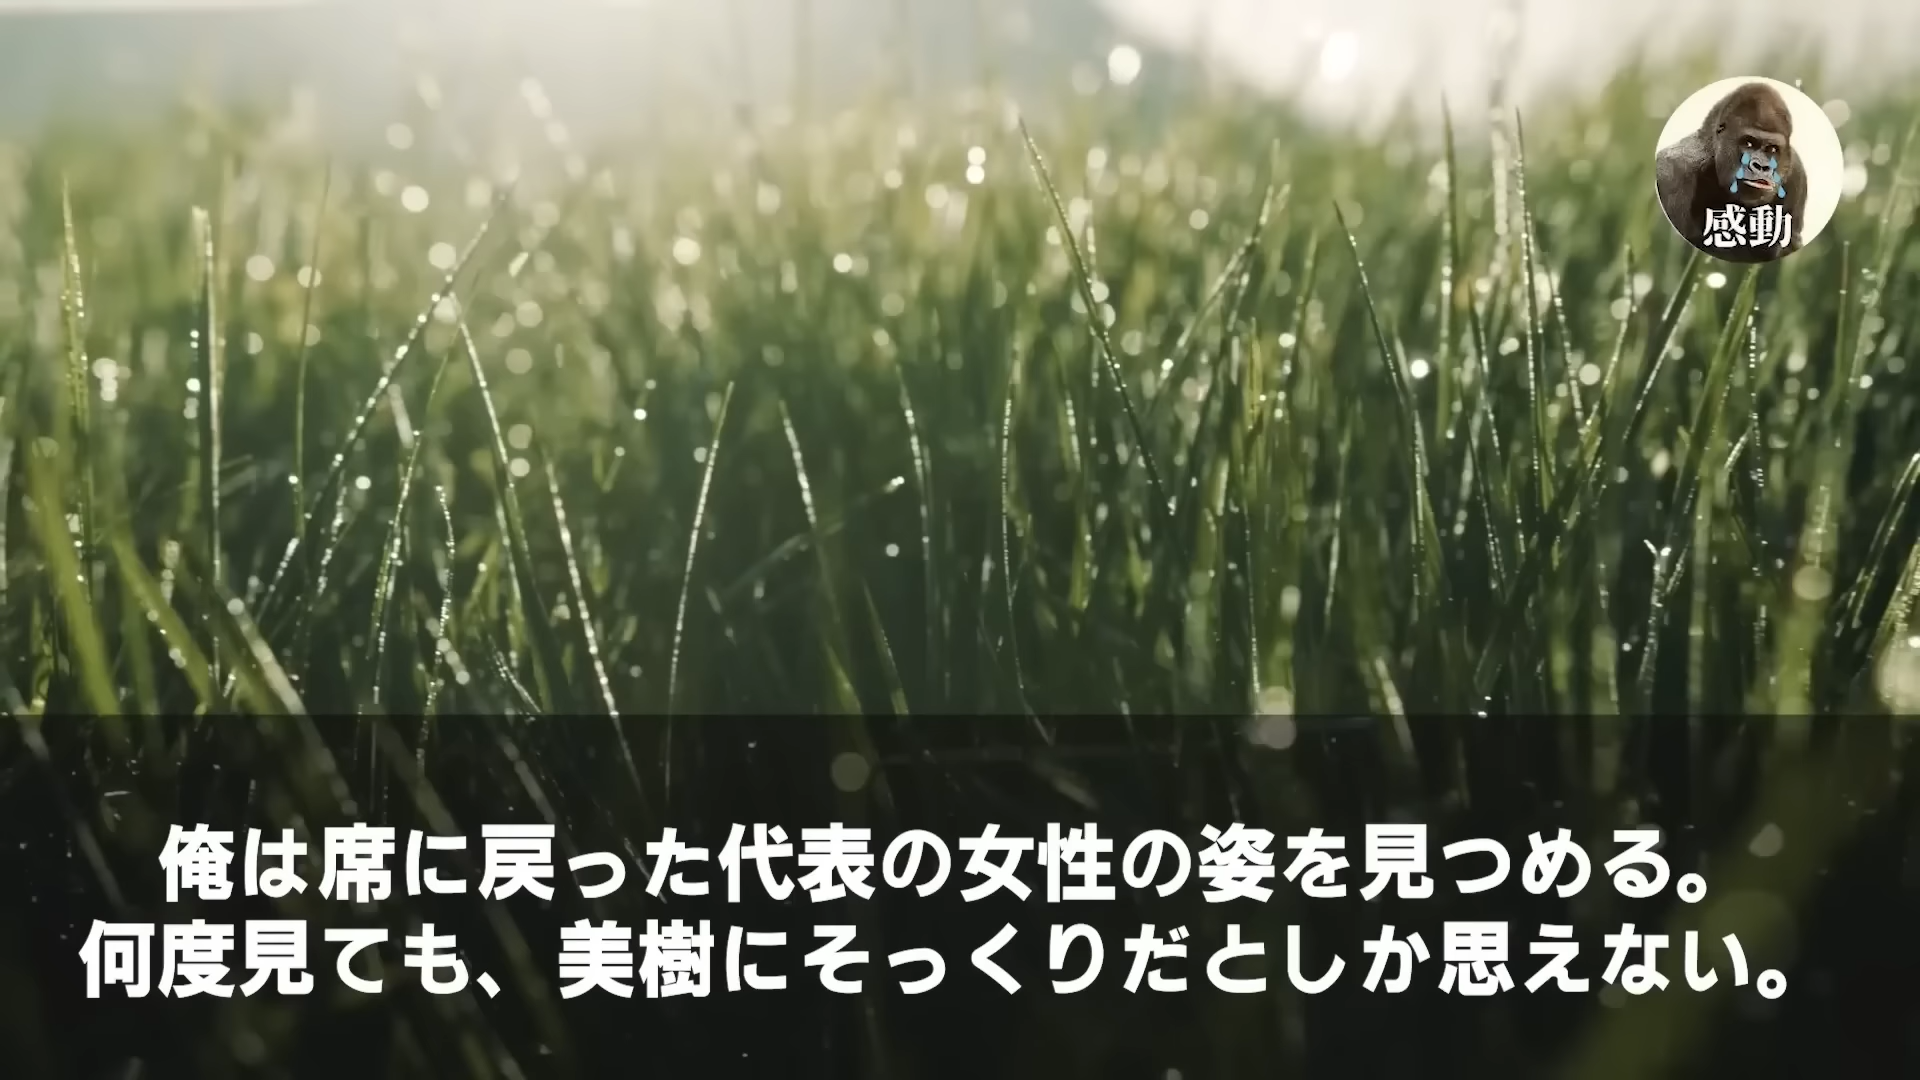 感動
俺は席に戻った代表の女性の姿を見つめる。
何度見ても、美樹にそっくりだとしか思えない。